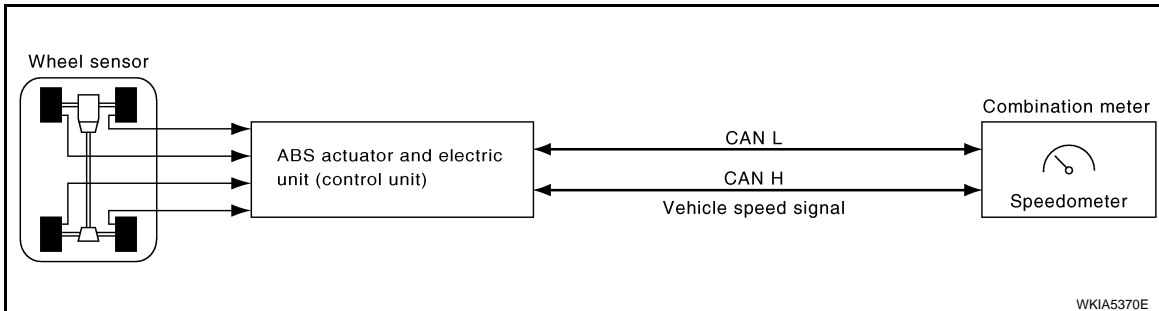 Wheel sensor
ABS actuator and electric
unit (control unit)
CAN L
CAN H
Vehicle speed signal
Combination meter
Speedometer
WKIA5370E